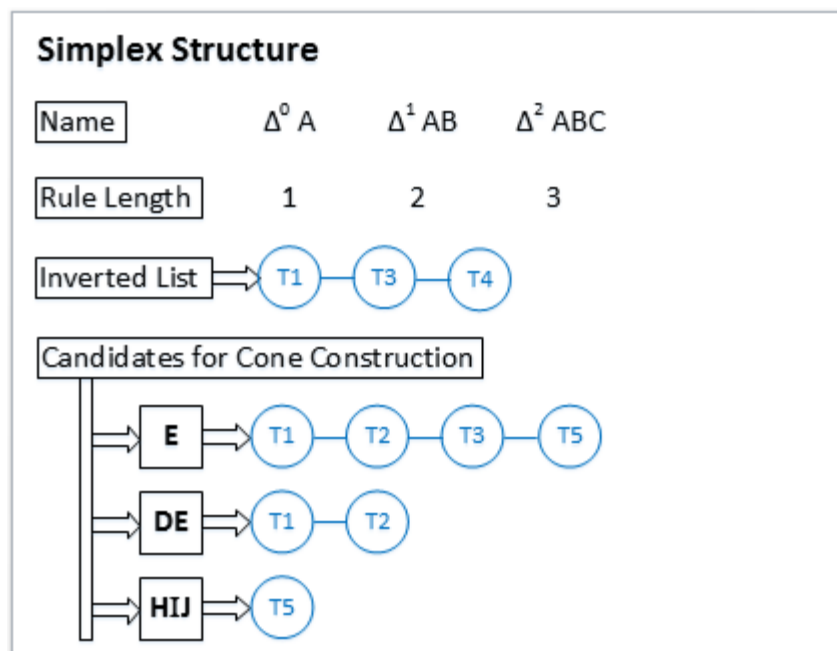 Simplex Structure
Name Δ⁰ A Δ¹ AB Δ² ABC
Rule Length 1 2 3
Inverted List T1 T3 T4
Candidates for Cone Construction
E T1 T2 T3 T5
DE T1 T2
HIJ T5